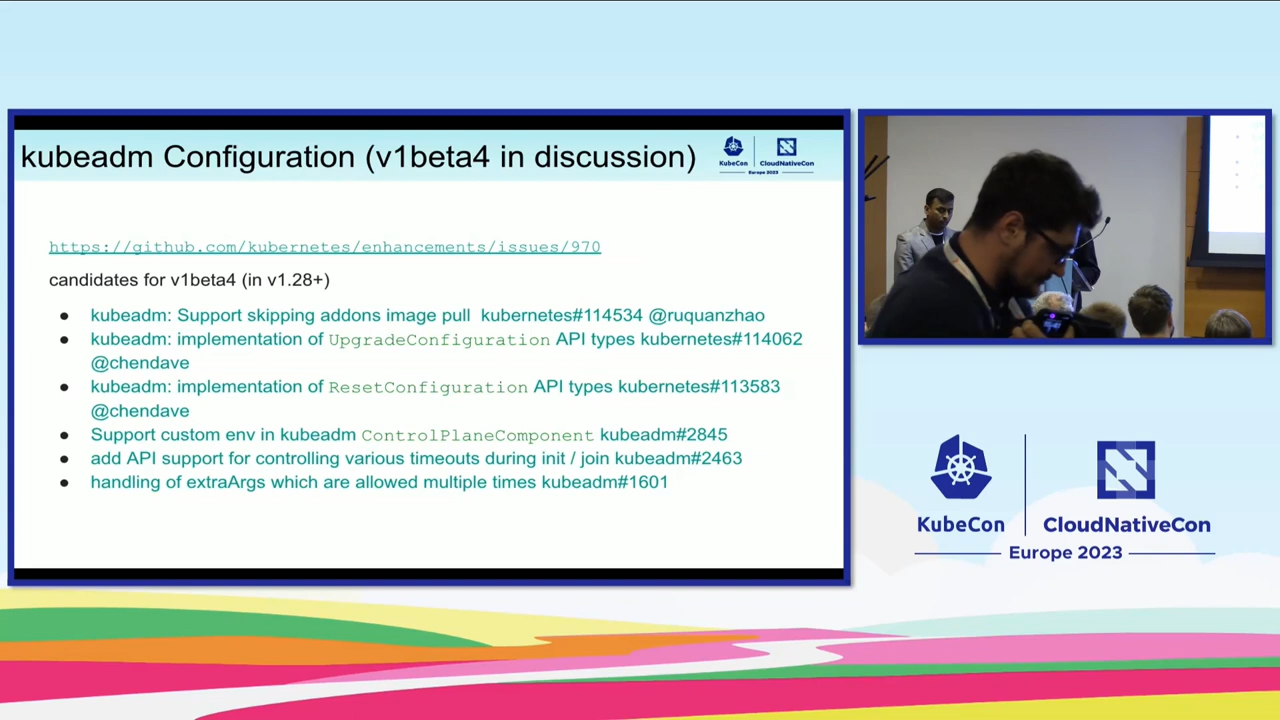 kubeadm Configuration (v1beta4 in discussion)
KubeCon
CloudNativeCon
Europe 2023
https://github.com/kubernetes/enhancements/issues/970
candidates for v1beta4 (in v1.28+)
● kubeadm: Support skipping addons image pull kubernetes#114534 @ruquanzhao
● kubeadm: implementation of UpgradeConfiguration API types kubernetes#114062
@chendave
● kubeadm: implementation of ResetConfiguration API types kubernetes#113583
@chendave
● Support custom env in kubeadm ControlPlaneComponent kubeadm#2845
● add API support for controlling various timeouts during init / join kubeadm#2463
● handling of extraArgs which are allowed multiple times kubeadm#1601
KubeCon
CloudNativeCon
Europe 2023